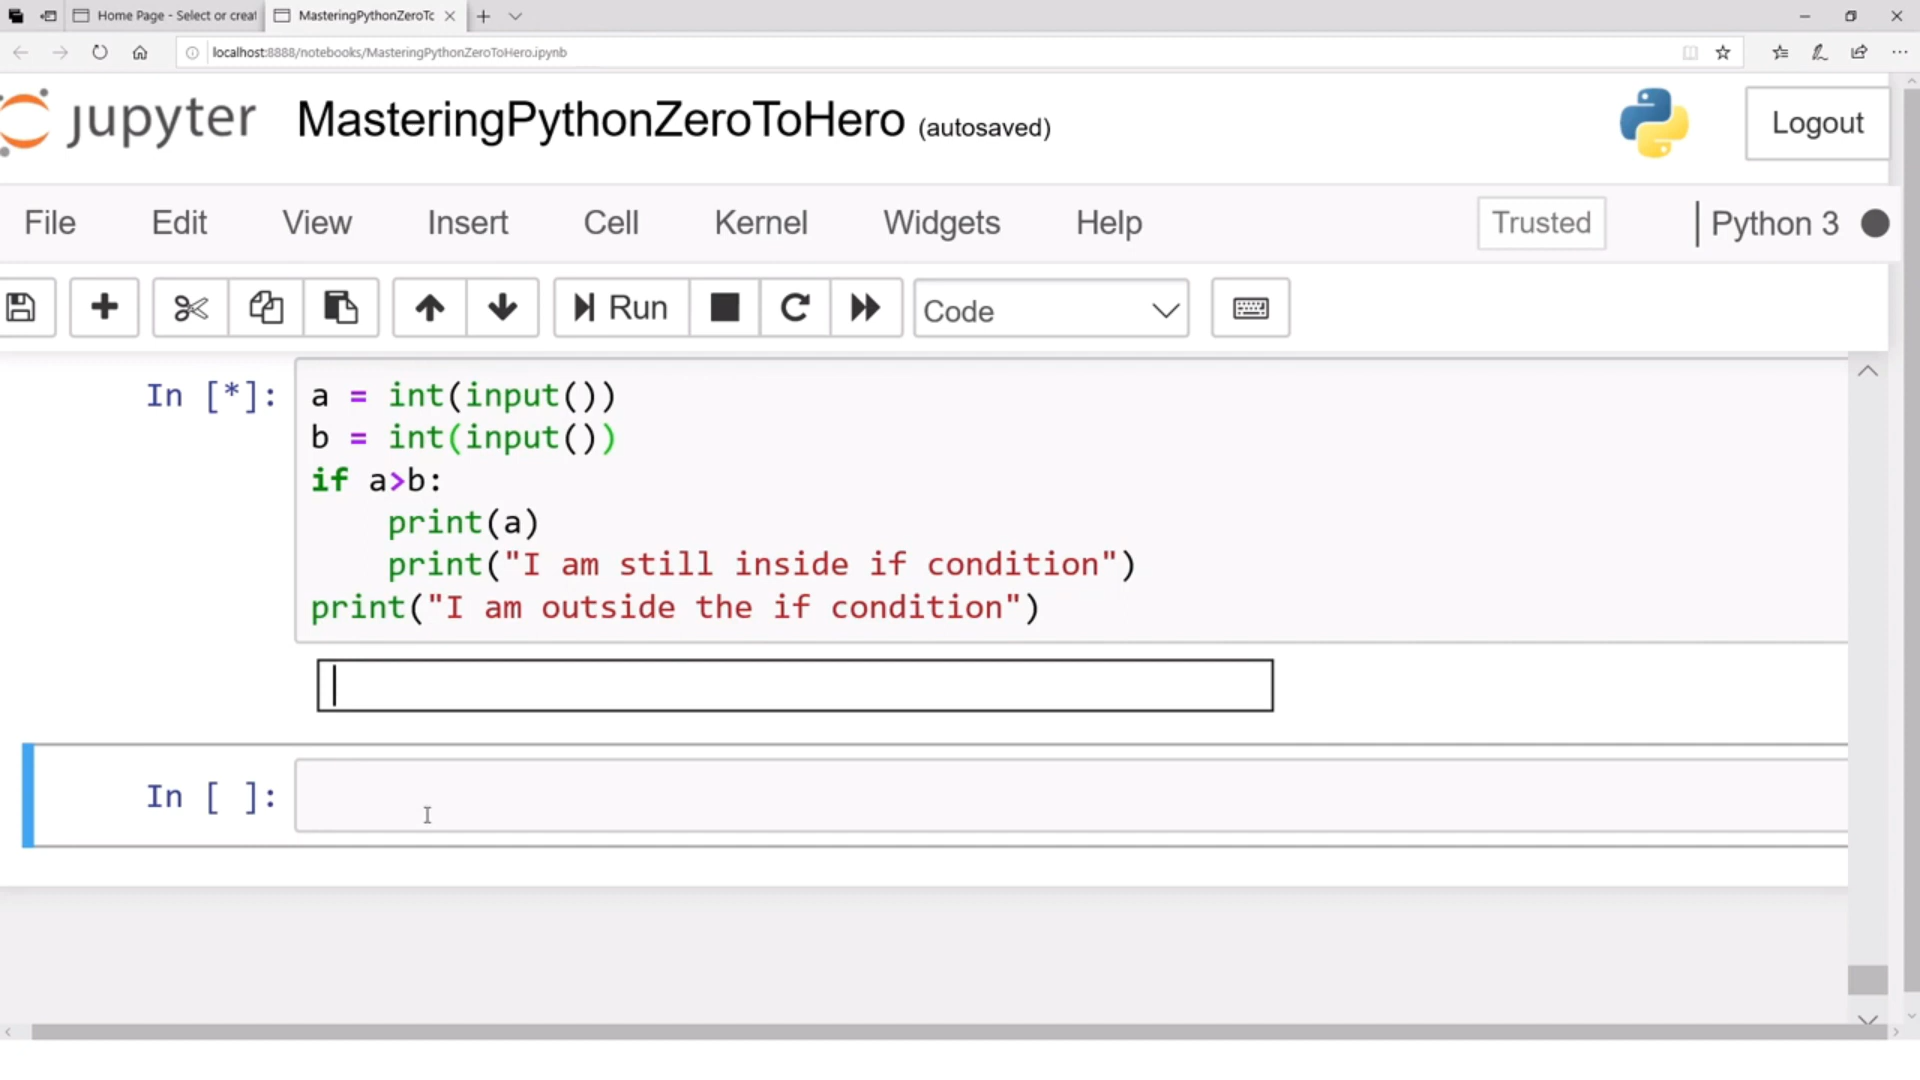 Home Page - Select or creat
MasteringPythonZeroTc
localhost:8888/notebooks/MasteringPythonZeroToHero.ipynb
jupyter MasteringPythonZeroToHero (autosaved)
Logout
File Edit View Insert Cell Kernel Widgets Help Trusted Python 3
Run Code
In [*]:
a = int(input())
b = int(input())
if a>b:
    print(a)
    print("I am still inside if condition")
print("I am outside the if condition")
In [ ]: